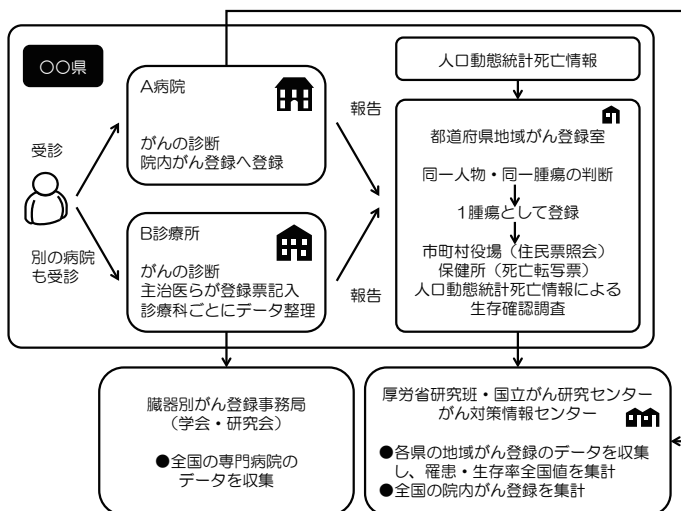 〇〇県
受診
別の病院
も受診
A病院
がんの診断
院内がん登録へ登録
B診療所
がんの診断
主治医らが登録票記入
診療科ごとにデータ整理
報告
報告
人口動態統計死亡情報
都道府県地域がん登録室
同一人物・同一腫瘍の判断
1腫瘍として登録
市町村役場（住民票照会）
保健所（死亡転写票）
人口動態統計死亡情報による
生存確認調査
臓器別がん登録事務局
（学会・研究会）
●全国の専門病院の
データを収集
厚労省研究班・国立がん研究センター
がん対策情報センター
●各県の地域がん登録のデータを収集
し、罹患・生存率全国値を集計
●全国の院内がん登録を集計